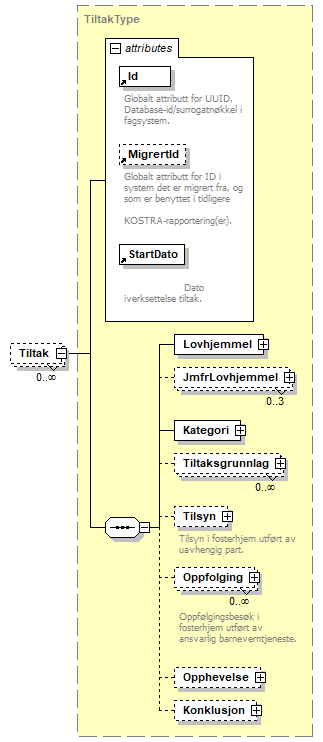 TiltakType
attributes
Id
Globalt attributt for UUID.
Database-id/surrogatnøkkel i
fagsystem.
MigrertId
Globalt attributt for ID i
system det er migrert fra, og
som er benyttet i tidligere
KOSTRA-rapportering(er).
StartDato
Dato
iverksettelse tiltak.
Tiltak
0..∞
Lovhjemmel
JmfrLovhjemmel
0..3
Kategori
Tiltaksgrunnlag
0..∞
Tilsyn
Tilsyn i fosterhjem utført av
uavhengig part.
Oppfolging
0..∞
Oppfølgingsbesøk i
fosterhjem utført av
ansvarlig barneverntjeneste.
Opphevelse
Konklusjon